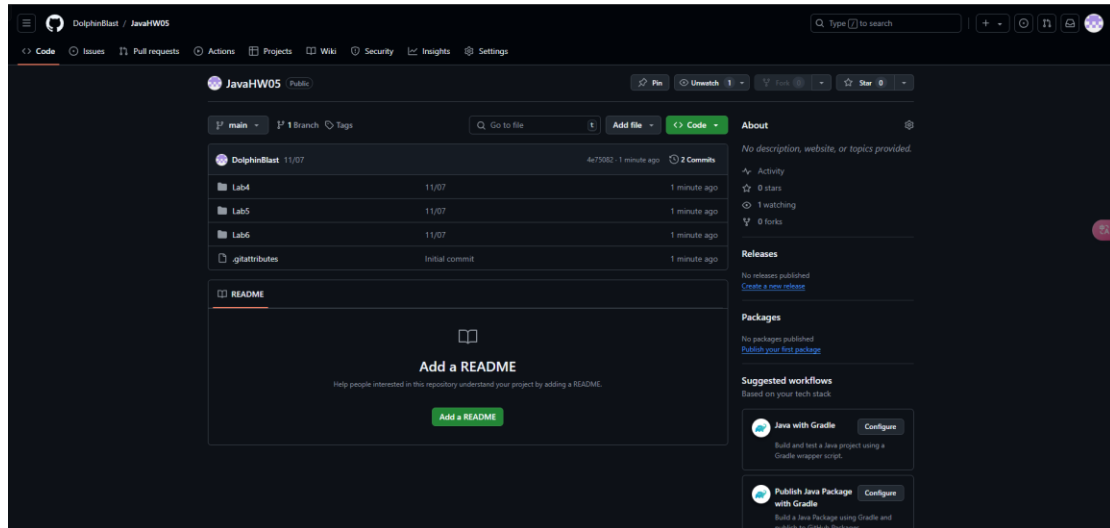 DolphinBlast / JavaHW05
Type / to search
Code Issues Pull requests Actions Projects Wiki Security Insights Settings
JavaHW05 Public
Pin Unwatch 1 Fork 0 Star 0
main 1 Branch Tags
Go to file t Add file Code
DolphinBlast 11/07 4e75082 · 1 minute ago 2 Commits
Lab4 11/07 1 minute ago
Lab5 11/07 1 minute ago
Lab6 11/07 1 minute ago
.gitattributes Initial commit 1 minute ago
README
Add a README
Help people interested in this repository understand your project by adding a README.
Add a README
About
No description, website, or topics provided.
Activity
0 stars
1 watching
0 forks
Releases
No releases published
Create a new release
Packages
No packages published
Publish your first package
Suggested workflows
Based on your tech stack
Java with Gradle Configure
Build and test a Java project using a
Gradle wrapper script.
Publish Java Package Configure
with Gradle
Build a Java Package using Gradle and
publish to GitHub Packages